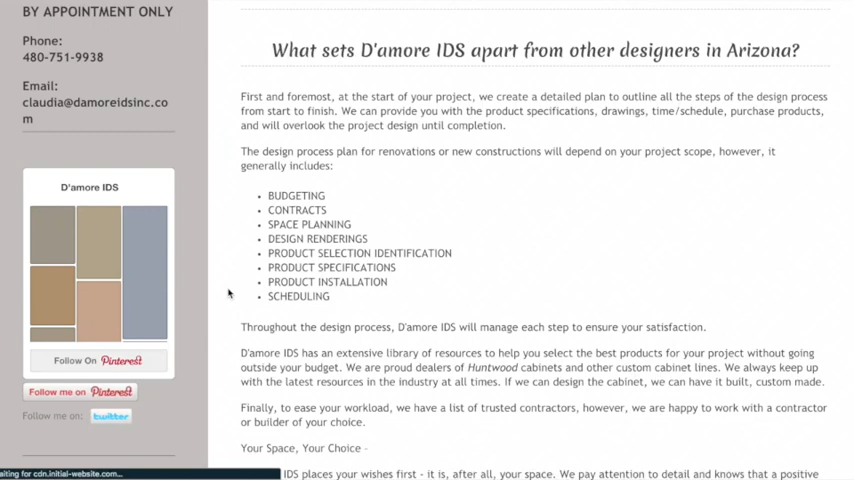 BY APPOINTMENT ONLY
Phone:
480-751-9938
Email:
claudia@damoreidsinc.co
m
D'amore IDS
Follow On Pinterest
Follow me on Pinterest
Follow me on: twitter
What sets D'amore IDS apart from other designers in Arizona?
First and foremost, at the start of your project, we create a detailed plan to outline all the steps of the design process
from start to finish. We can provide you with the product specifications, drawings, time/schedule, purchase products,
and will overlook the project design until completion.
The design process plan for renovations or new constructions will depend on your project scope, however, it
generally includes:
• BUDGETING
• CONTRACTS
• SPACE PLANNING
• DESIGN RENDERINGS
• PRODUCT SELECTION IDENTIFICATION
• PRODUCT SPECIFICATIONS
• PRODUCT INSTALLATION
• SCHEDULING
Throughout the design process, D'amore IDS will manage each step to ensure your satisfaction.
D'amore IDS has an extensive library of resources to help you select the best products for your project without going
outside your budget. We are proud dealers of Huntwood cabinets and other custom cabinet lines. We always keep up
with the latest resources in the industry at all times. If we can design the cabinet, we can have it built, custom made.
Finally, to ease your workload, we have a list of trusted contractors, however, we are happy to work with a contractor
or builder of your choice.
Your Space, Your Choice -
IDS places your wishes first - it is, after all, your space. We pay attention to detail and knows that a positive
aiting for cdn.initial-website.com...